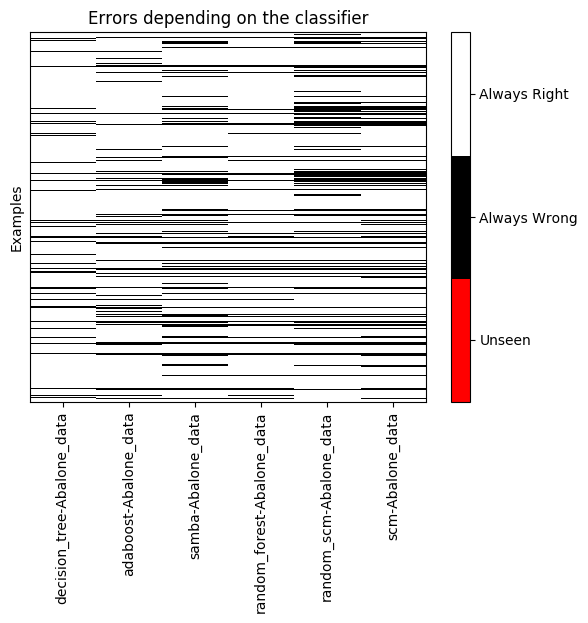 Errors depending on the classifier
Examples
Always Right
Always Wrong
Unseen
decision_tree-Abalone_data
adaboost-Abalone_data
samba-Abalone_data
random_forest-Abalone_data
random_scm-Abalone_data
scm-Abalone_data